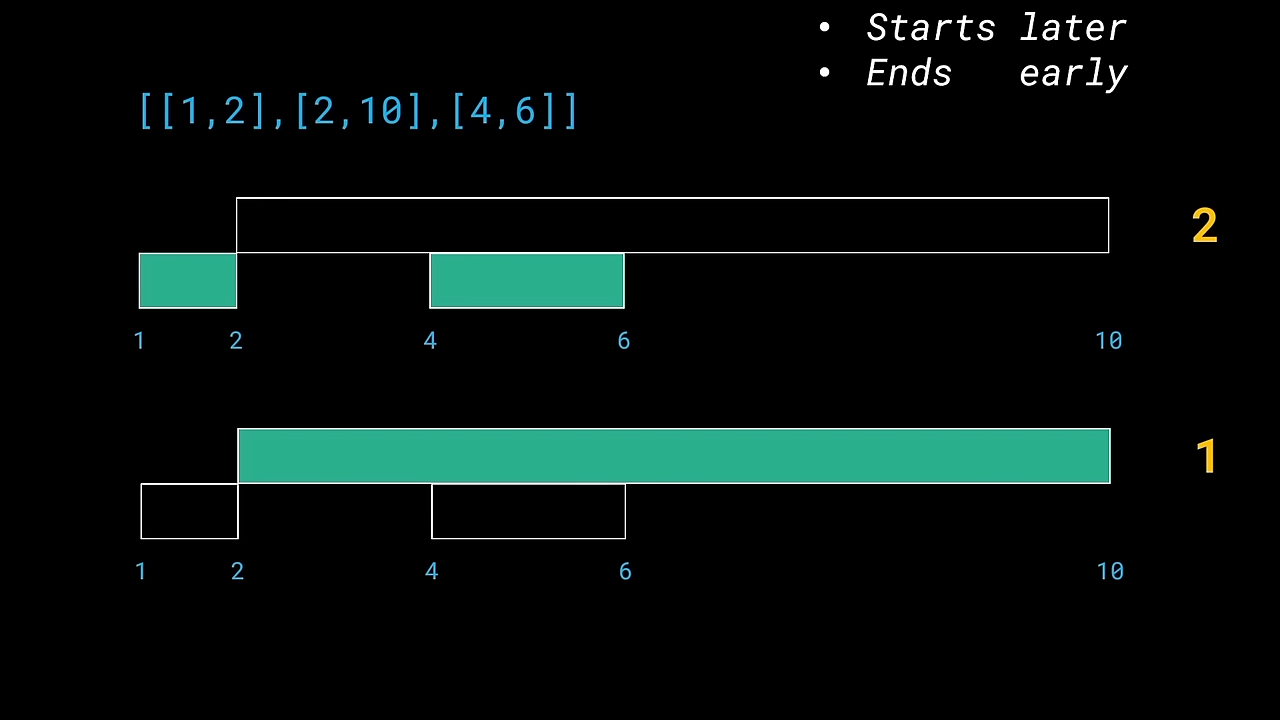 • Starts later
• Ends early
[[1,2],[2,10],[4,6]]
2
1 2 4 6 10
1
1 2 4 6 10